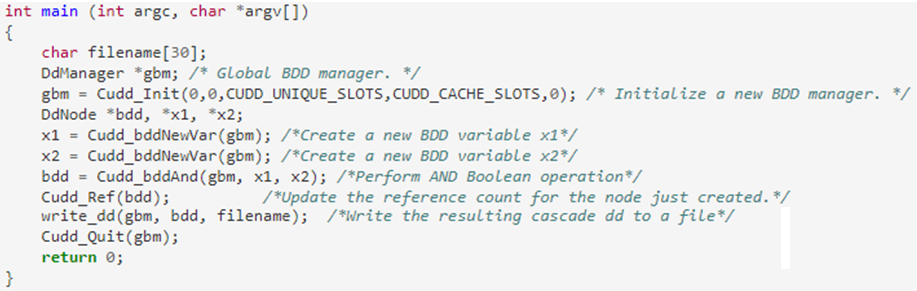 int main (int argc, char *argv[])
{
    char filename[30];
    DdManager *gbm; /* Global BDD manager. */
    gbm = Cudd_Init(0,0,CUDD_UNIQUE_SLOTS,CUDD_CACHE_SLOTS,0); /* Initialize a new BDD manager. */
    DdNode *bdd, *x1, *x2;
    x1 = Cudd_bddNewVar(gbm); /*Create a new BDD variable x1*/
    x2 = Cudd_bddNewVar(gbm); /*Create a new BDD variable x2*/
    bdd = Cudd_bddAnd(gbm, x1, x2); /*Perform AND Boolean operation*/
    Cudd_Ref(bdd);          /*Update the reference count for the node just created.*/
    write_dd(gbm, bdd, filename);  /*Write the resulting cascade dd to a file*/
    Cudd_Quit(gbm);
    return 0;
}